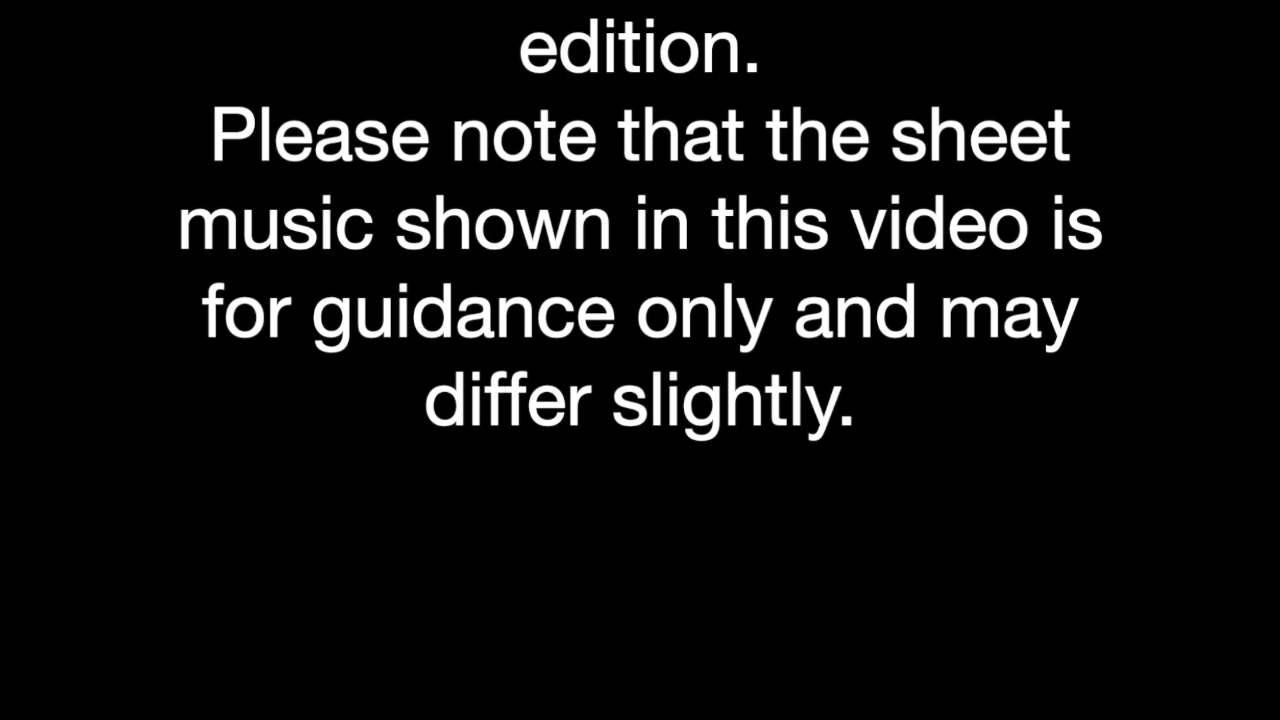 edition.
Please note that the sheet
music shown in this video is
for guidance only and may
differ slightly.